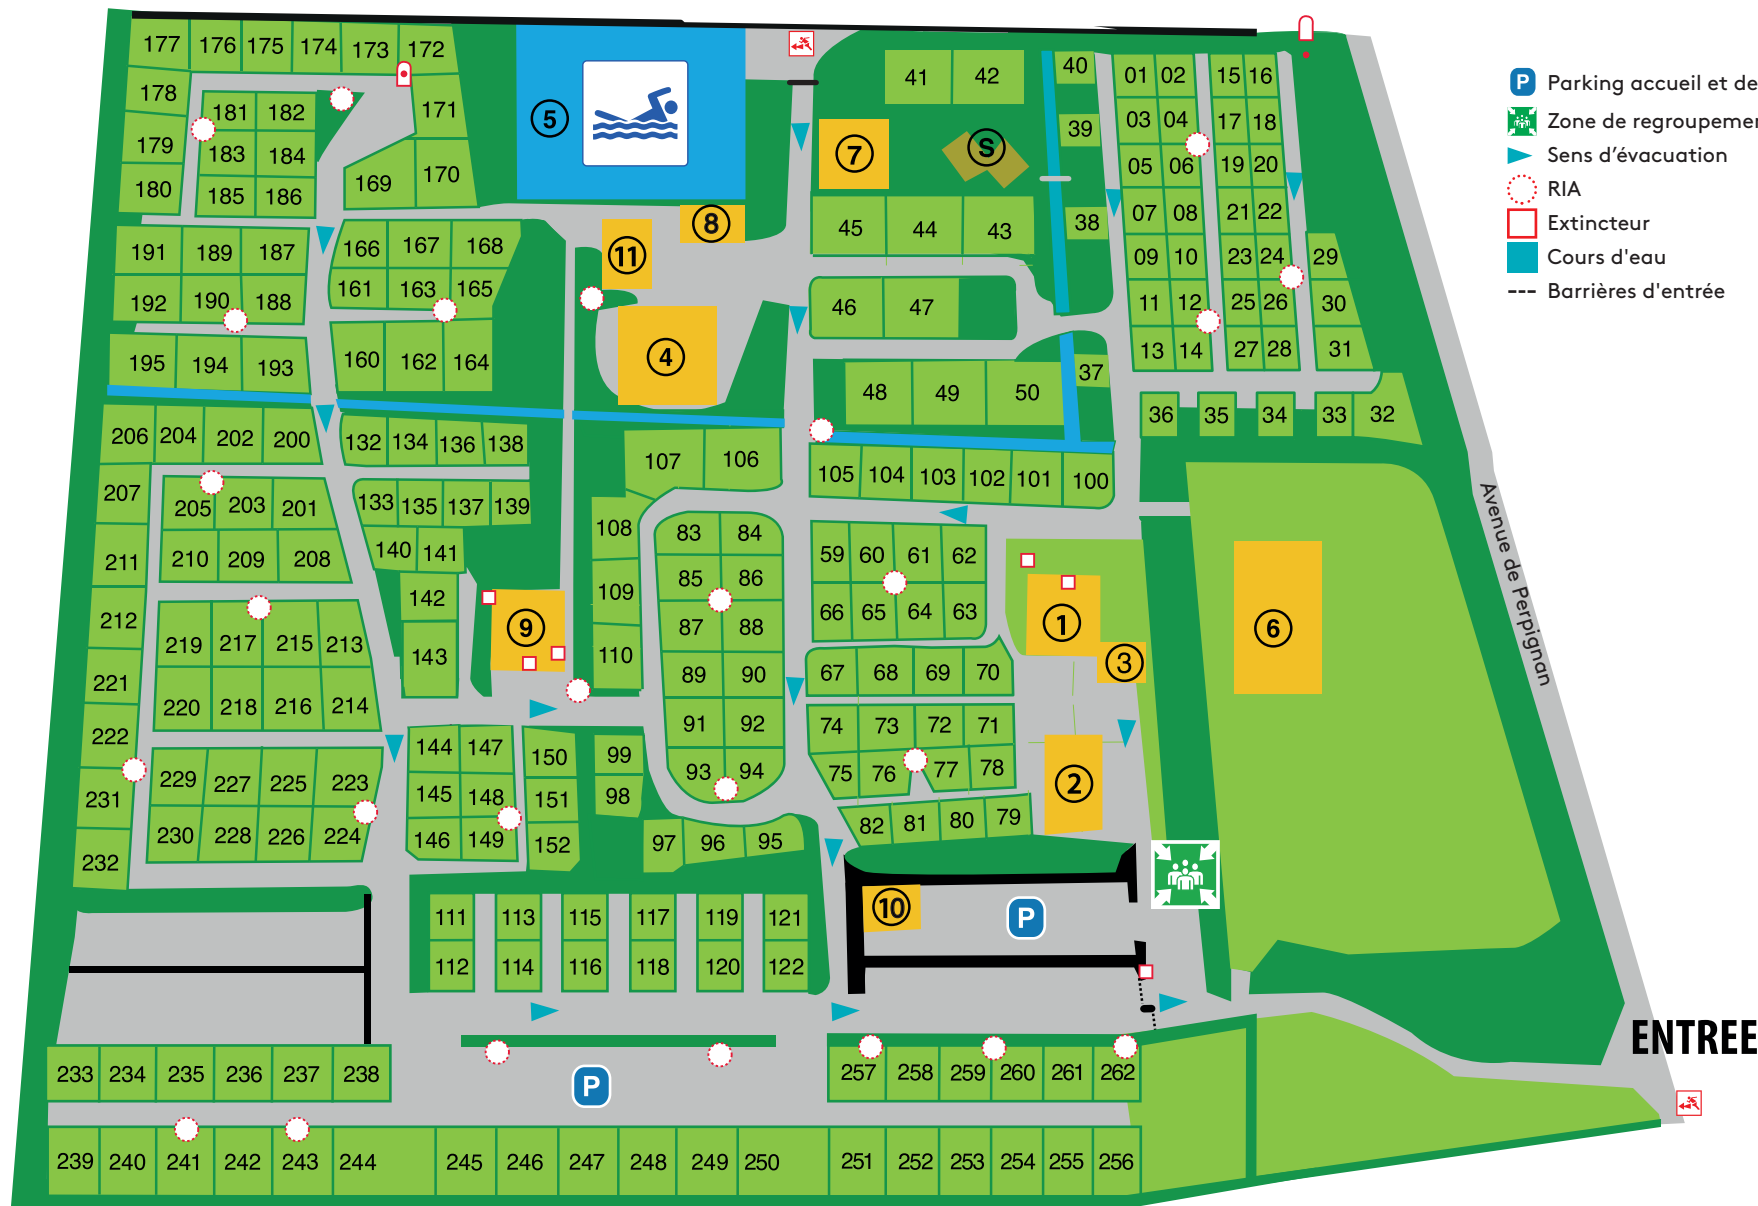 177 176 175 174 173 172
178 181 182 171
179 183 184
180 185 186 169 170
191 189 187 166 167 168
192 190 188 161 163 165
195 194 193 160 162 164
5
41 42
7 S
8
11
45 44 43
46 47
4
48 49 50
40
39
38
37
01 02 15 16
03 04 17 18
05 06 19 20
07 08 21 22
09 10 23 24 29
11 12 25 26 30
13 14 27 28 31
36 35 34 33 32
P Parking accueil et de
Zone de regroupemen
Sens d'évacuation
RIA
Extincteur
Cours d'eau
Barrières d'entrée
206 204 202 200 132 134 136 138
207 205 203 201 133 135 137 139
211 210 209 208 140 141
212 142
219 217 215 213 143
221 220 218 216 214
222
229 227 225 223
231 230 228 226 224
232
107 106
108
109
110
9
83 84
85 86
87 88
89 90
91 92
93 94
105 104 103 102 101 100
59 60 61 62
66 65 64 63
67 68 69 70
74 73 72 71
75 76 77 78
82 81 80 79
1
3
2
6
Avenue de Perpignan
144 147 150 99
145 148 151 98
146 149 152 97 96 95
111 113 115 117 119 121
112 114 116 118 120 122
10 P
ENTREE
233 234 235 236 237 238
P
257 258 259 260 261 262
239 240 241 242 243 244 245 246 247 248 249 250 251 252 253 254 255 256